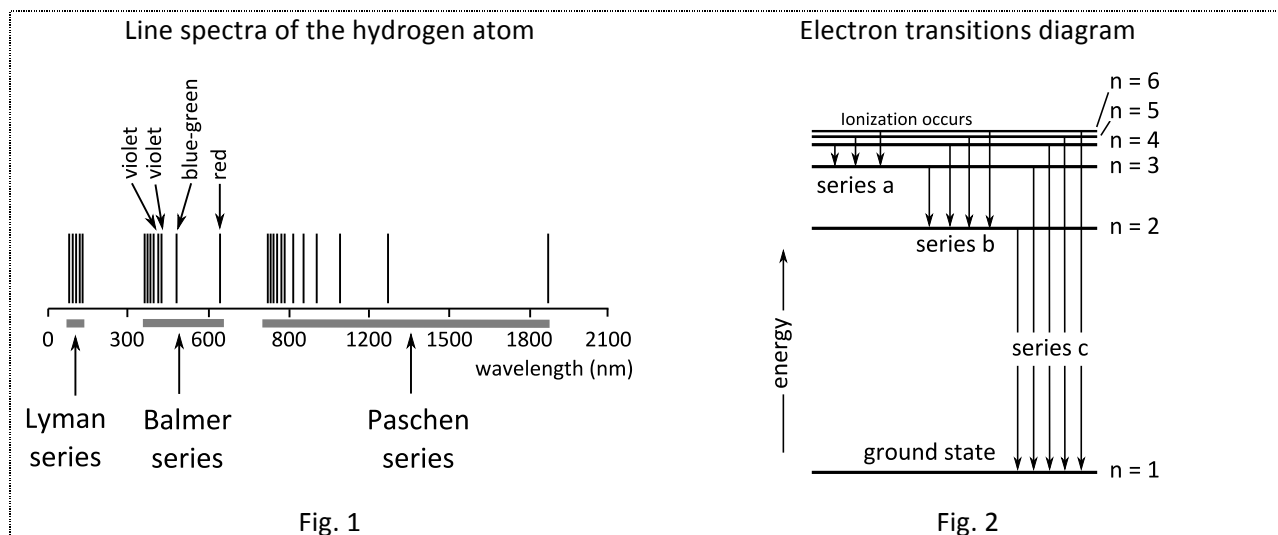 Line spectra of the hydrogen atom
violet
violet
blue-green
red
0 300 600 800 1200 1500 1800 2100
wavelength (nm)
Lyman
series
Balmer
series
Paschen
series
Fig. 1
Electron transitions diagram
n = 6
n = 5
Ionization occurs
n = 4
n = 3
series a
n = 2
series b
energy
series c
ground state
n = 1
Fig. 2